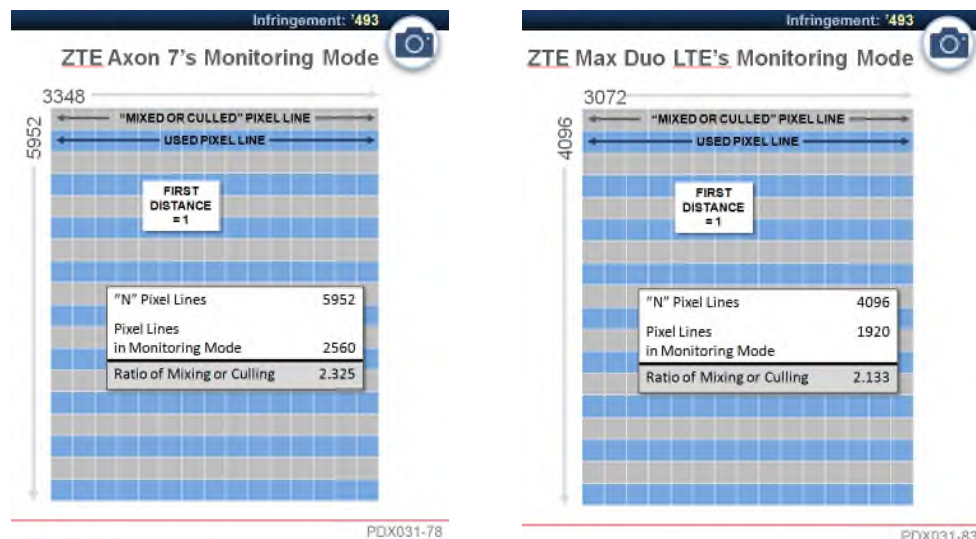 Infringement: '493
ZTE Axon 7's Monitoring Mode
3348
5952
"MIXED OR CULLED" PIXEL LINE
USED PIXEL LINE
FIRST
DISTANCE
= 1
"N" Pixel Lines 5952
Pixel Lines
in Monitoring Mode 2560
Ratio of Mixing or Culling 2.325
PDX031-78
Infringement: '493
ZTE Max Duo LTE's Monitoring Mode
3072
4096
"MIXED OR CULLED" PIXEL LINE
USED PIXEL LINE
FIRST
DISTANCE
= 1
"N" Pixel Lines 4096
Pixel Lines 1920
in Monitoring Mode
Ratio of Mixing or Culling 2.133
PDX031-83